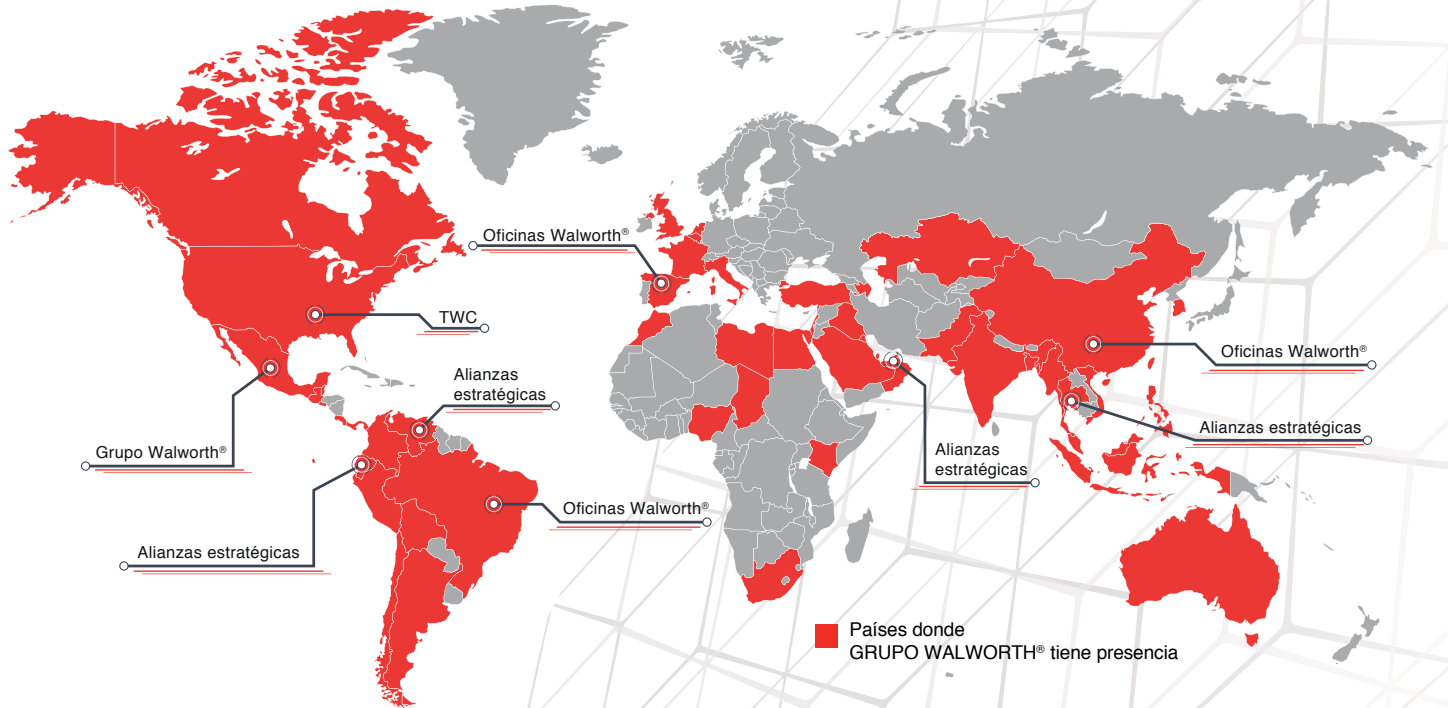 Oficinas Walworth®
TWC
Alianzas
estratégicas
Grupo Walworth®
Alianzas estratégicas
Oficinas Walworth®
Alianzas
estratégicas
Oficinas Walworth®
Alianzas estratégicas
Países donde
GRUPO WALWORTH® tiene presencia